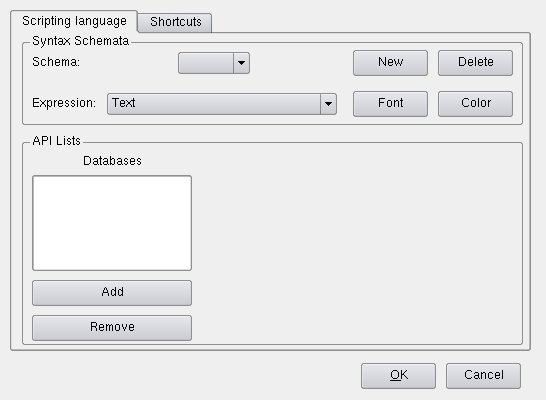 Scripting language Shortcuts
Syntax Schemata
Schema: New Delete
Expression: Text Font Color
API Lists
Databases
Add
Remove
OK Cancel